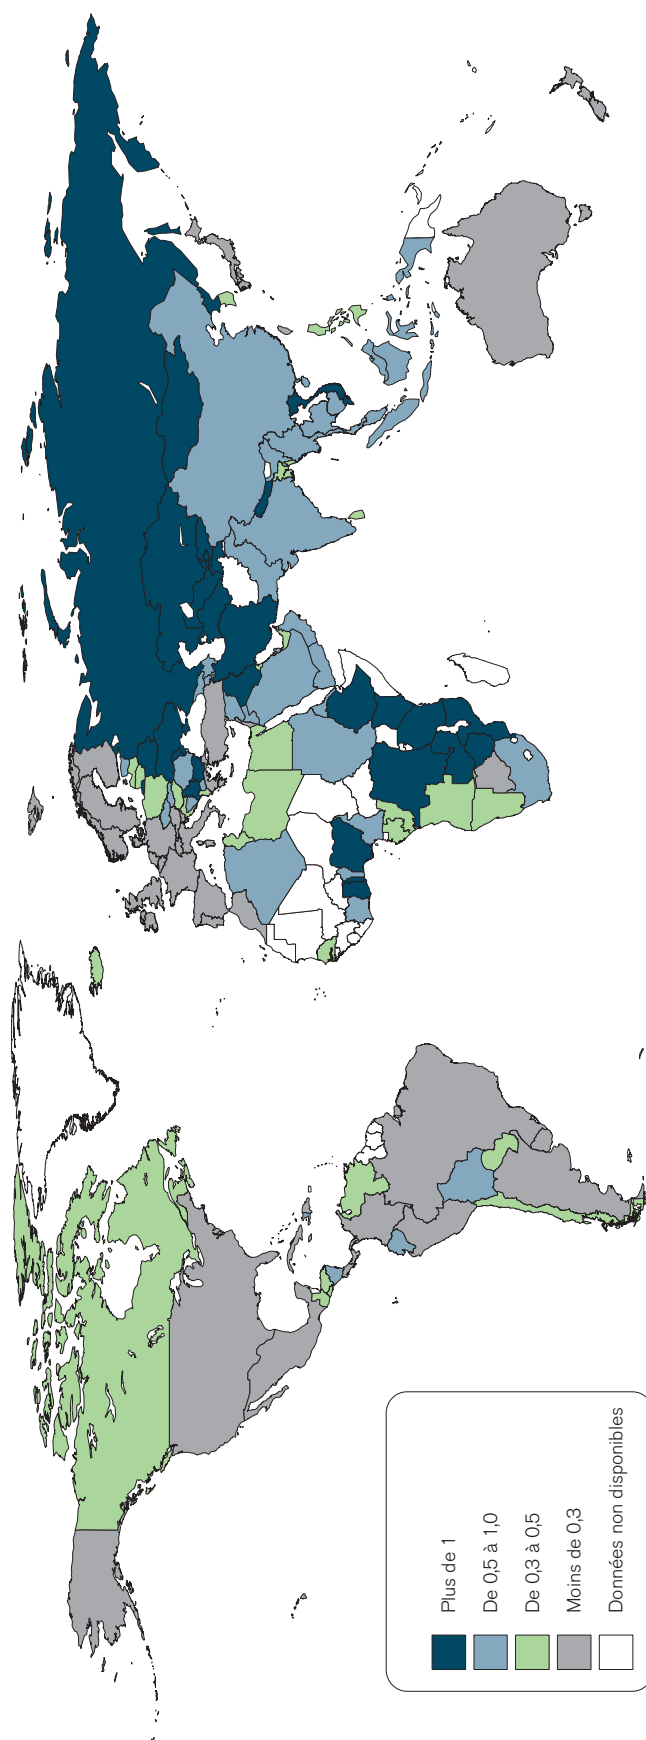 Plus de 1
De 0,5 à 1,0
De 0,3 à 0,5
Moins de 0,3
Données non disponibles